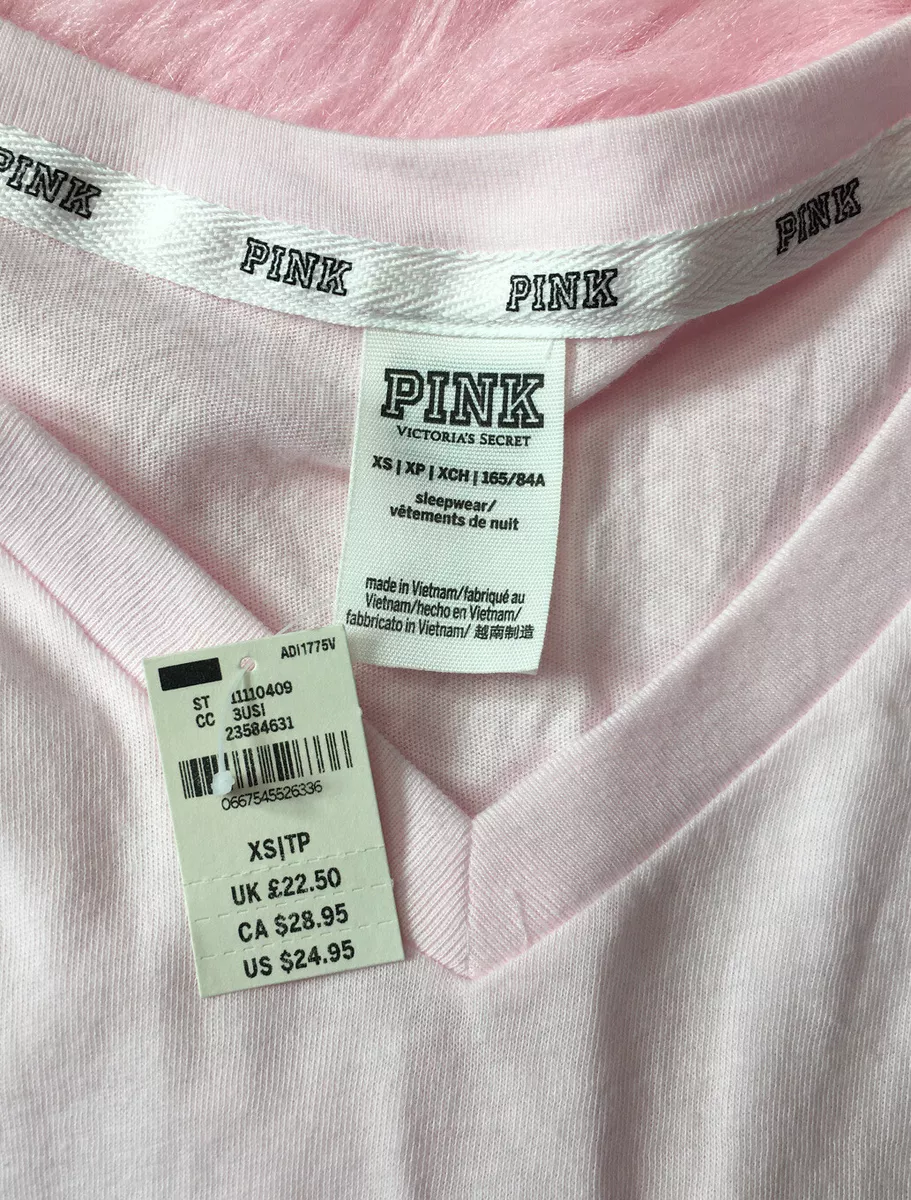 PINK PINK PINK PINK
PINK
VICTORIA'S SECRET
XS | XP | XCH | 165/84A
sleepwear/
vêtements de nuit
made in Vietnam/fabriqué au
Vietnam/hecho en Vietnam/
fabbricato in Vietnam/ 越南制造
ADI1775V
ST 11110409
CC 3USI
23584631
0667545526336
XS|TP
UK £22.50
CA $28.95
US $24.95